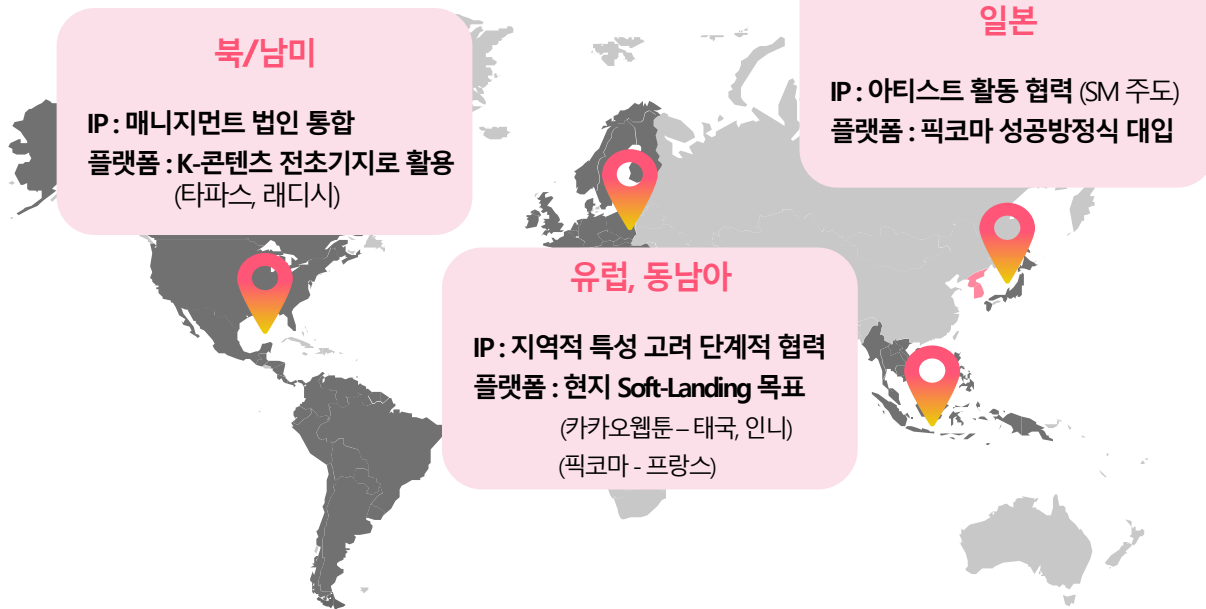 북/남미
IP : 매니지먼트 법인 통합
플랫폼 : K-콘텐츠 전초기지로 활용
(타파스, 래디시)
일본
IP : 아티스트 활동 협력 (SM 주도)
플랫폼 : 픽코마 성공방정식 대입
유럽, 동남아
IP : 지역적 특성 고려 단계적 협력
플랫폼 : 현지 Soft-Landing 목표
(카카오웹툰 – 태국, 인니)
(픽코마 - 프랑스)